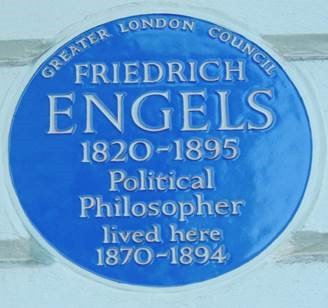 GREATER LONDON COUNCIL
FRIEDRICH
ENGELS
1820-1895
Political
Philosopher
lived here
1870-1894